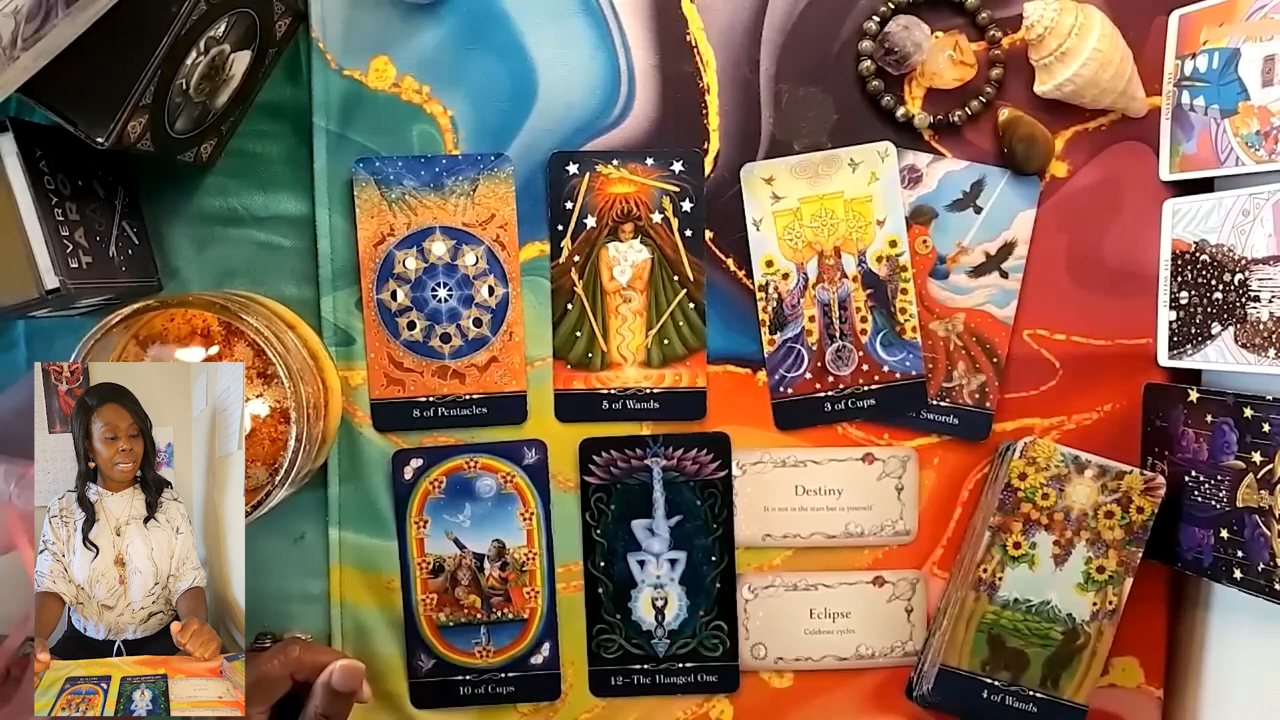 EVERYDAY
TARO
8 of Pentacles
5 of Wands
3 of Cups
Swords
10 of Cups
12-The Hanged One
Destiny
It is not in the stars but in yourself
Eclipse
Celebrate cycles
4 of Wands